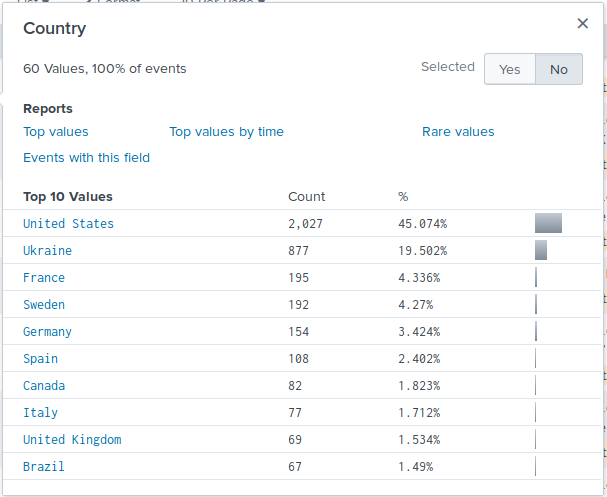 Country ×
60 Values, 100% of events Selected Yes No
Reports
Top values Top values by time Rare values
Events with this field
Top 10 Values Count %
United States 2,027 45.074%
Ukraine 877 19.502%
France 195 4.336%
Sweden 192 4.27%
Germany 154 3.424%
Spain 108 2.402%
Canada 82 1.823%
Italy 77 1.712%
United Kingdom 69 1.534%
Brazil 67 1.49%